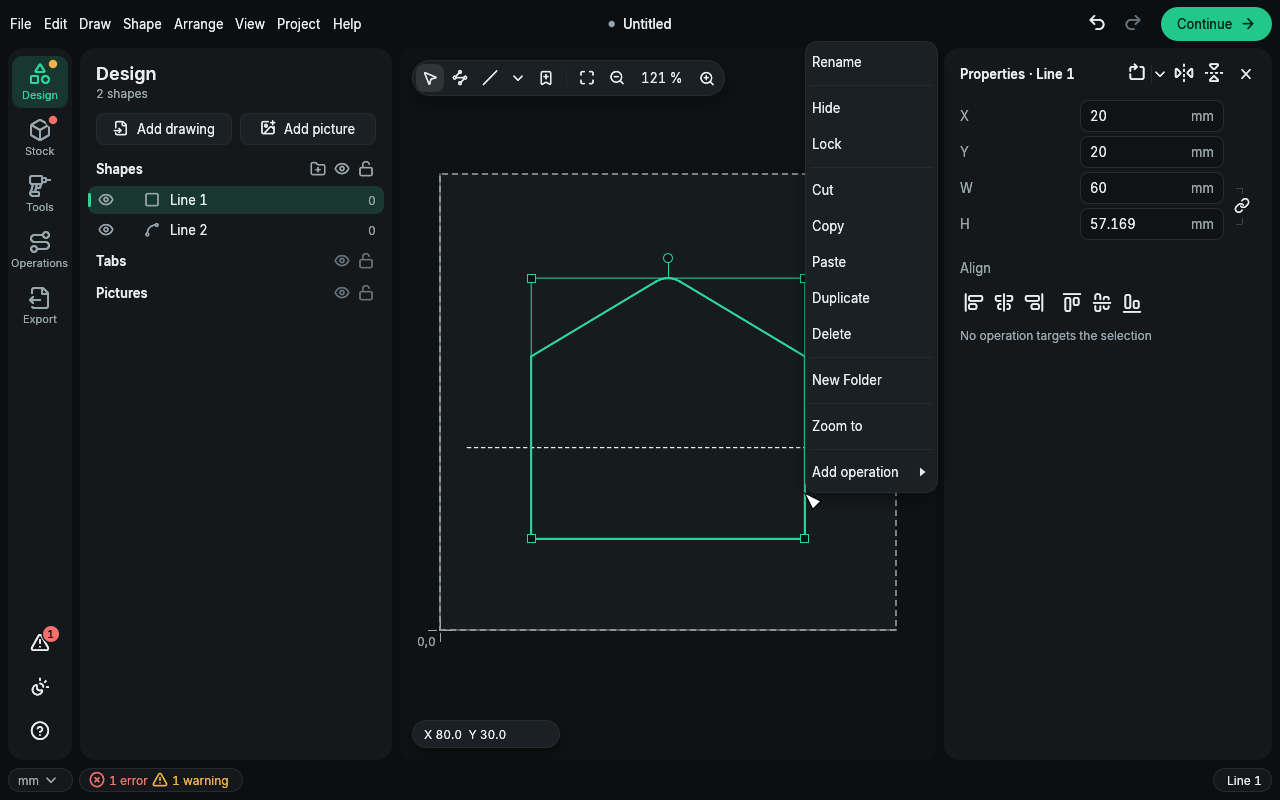 File Edit Draw Shape Arrange View Project Help
Untitled
Continue
Design
Stock
Tools
Operations
Export
1
Design
2 shapes
Add drawing
Add picture
Shapes
Line 1 0
Line 2 0
Tabs
Pictures
121 %
0,0
X 80.0 Y 30.0
Rename
Hide
Lock
Cut
Copy
Paste
Duplicate
Delete
New Folder
Zoom to
Add operation
Properties · Line 1
X 20 mm
Y 20 mm
W 60 mm
H 57.169 mm
Align
No operation targets the selection
mm
1 error 1 warning
Line 1